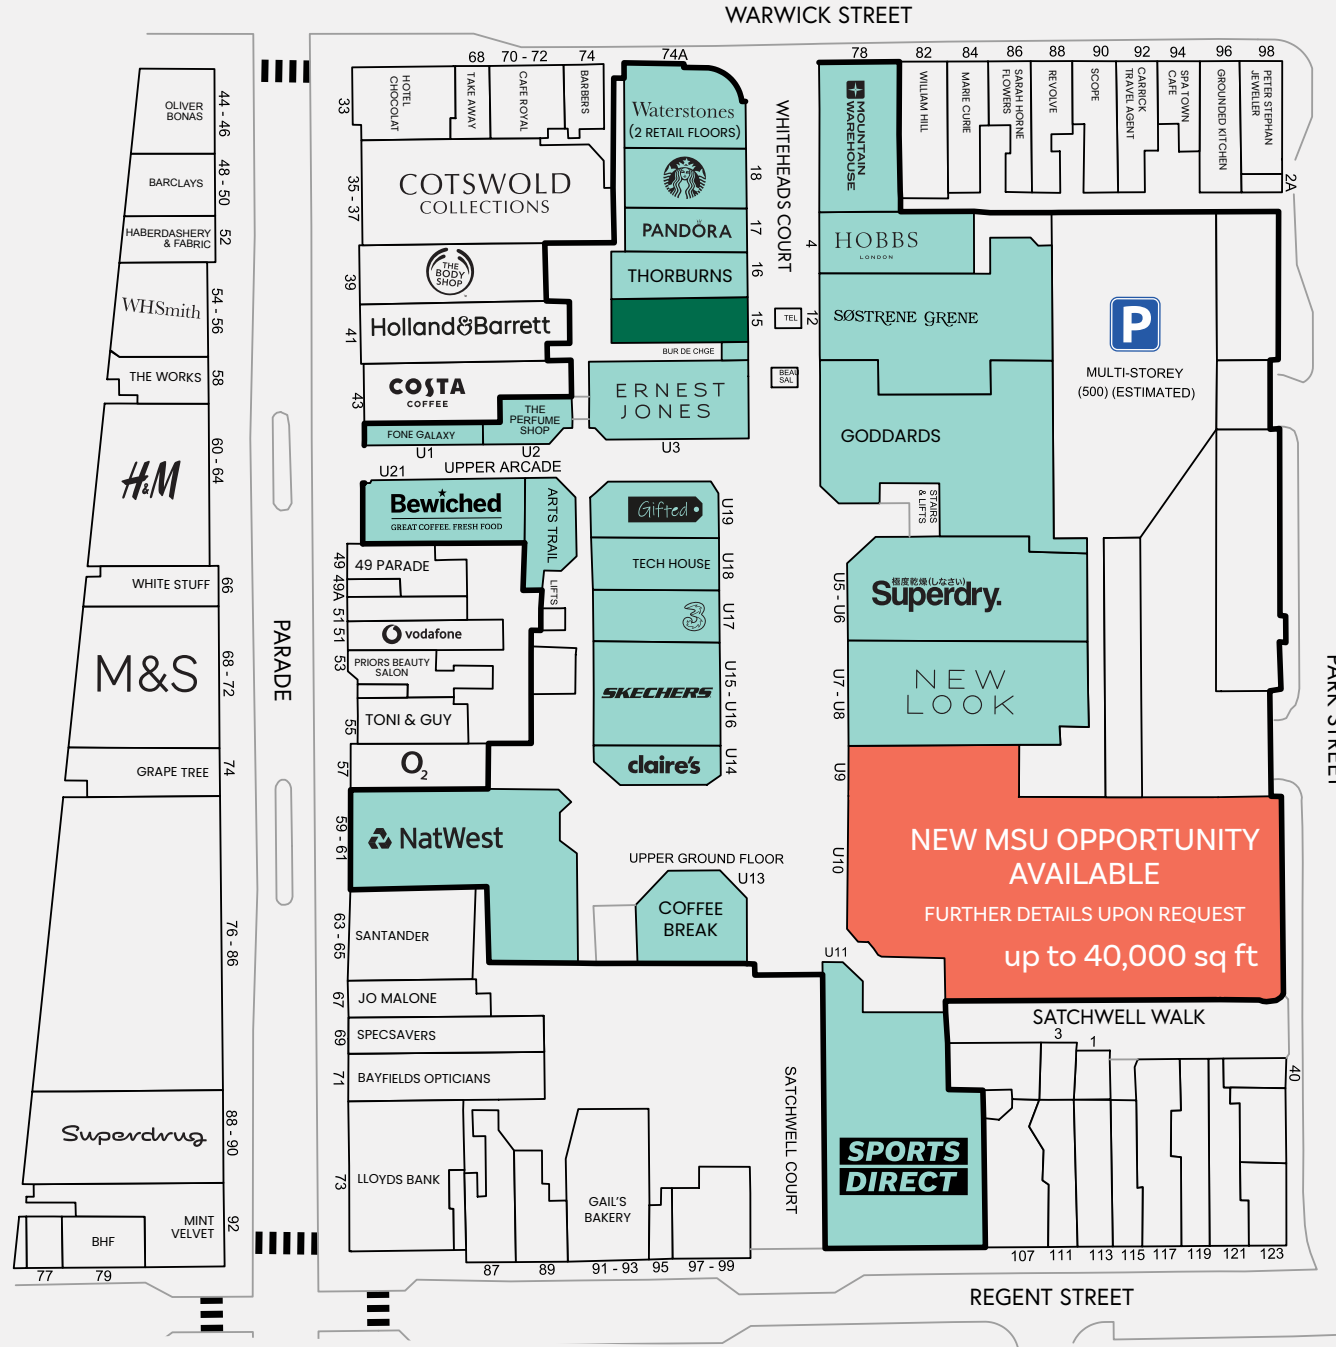 WARWICK STREET
68
70 - 72
74
74A
78
82
84
86
88
90
92
94
96
98
2A
44 - 46
OLIVER
BONAS
48 - 50
BARCLAYS
52
HABERDASHERY
& FABRIC
54 - 56
WHSmith
58
THE WORKS
60 - 64
H&M
66
WHITE STUFF
68 - 72
M&S
74
GRAPE TREE
76 - 86
88 - 90
Superdrug
92
MINT
VELVET
BHF
77
79
PARADE
33
HOTEL
CHOCOLAT
TAKE AWAY
CAFE ROYAL
BARBERS
35 - 37
COTSWOLD
COLLECTIONS
39
THE
BODY
SHOP
41
Holland&Barrett
43
COSTA
COFFEE
FONE GALAXY
U1
THE
PERFUME
SHOP
U2
Waterstones
(2 RETAIL FLOORS)
18
PANDORA
17
THORBURNS
16
15
BUR DE CHGE
ERNEST
JONES
U3
WHITEHEADS COURT
TEL
BEAU
SAL
MOUNTAIN
WAREHOUSE
WILLIAM HILL
MARIE CURIE
SARAH HORNE
FLOWERS
REVOLVE
SCOPE
CARRICK
TRAVEL AGENT
SPA TOWN
CAFE
GROUNDED KITCHEN
PETER STEPHAN
JEWELLER
4
HOBBS
LONDON
12
SØSTRENE GRENE
P
MULTI-STOREY
(500) (ESTIMATED)
GODDARDS
STAIRS
& LIFTS
U21
UPPER ARCADE
Bewiched
GREAT COFFEE. FRESH FOOD
ARTS TRAIL
LIFTS
49
49 PARADE
49A
51
51
vodafone
53
PRIORS BEAUTY
SALON
55
TONI & GUY
57
O2
59 - 61
NatWest
63 - 65
SANTANDER
67
JO MALONE
69
SPECSAVERS
71
BAYFIELDS OPTICIANS
73
LLOYDS BANK
Gifted
U19
TECH HOUSE
U18
3
U17
SKECHERS
U15 - U16
claire's
U14
UPPER GROUND FLOOR
U13
COFFEE
BREAK
U5 - U6
極度乾燥(しなさい)
Superdry.
U7 - U8
NEW
LOOK
U9
U10
NEW MSU OPPORTUNITY
AVAILABLE
FURTHER DETAILS UPON REQUEST
up to 40,000 sq ft
U11
PARK STREET
SATCHWELL WALK
3
1
40
SATCHWELL COURT
SPORTS
DIRECT
GAIL'S
BAKERY
87
89
91 - 93
95
97 - 99
107
111
113
115
117
119
121
123
REGENT STREET